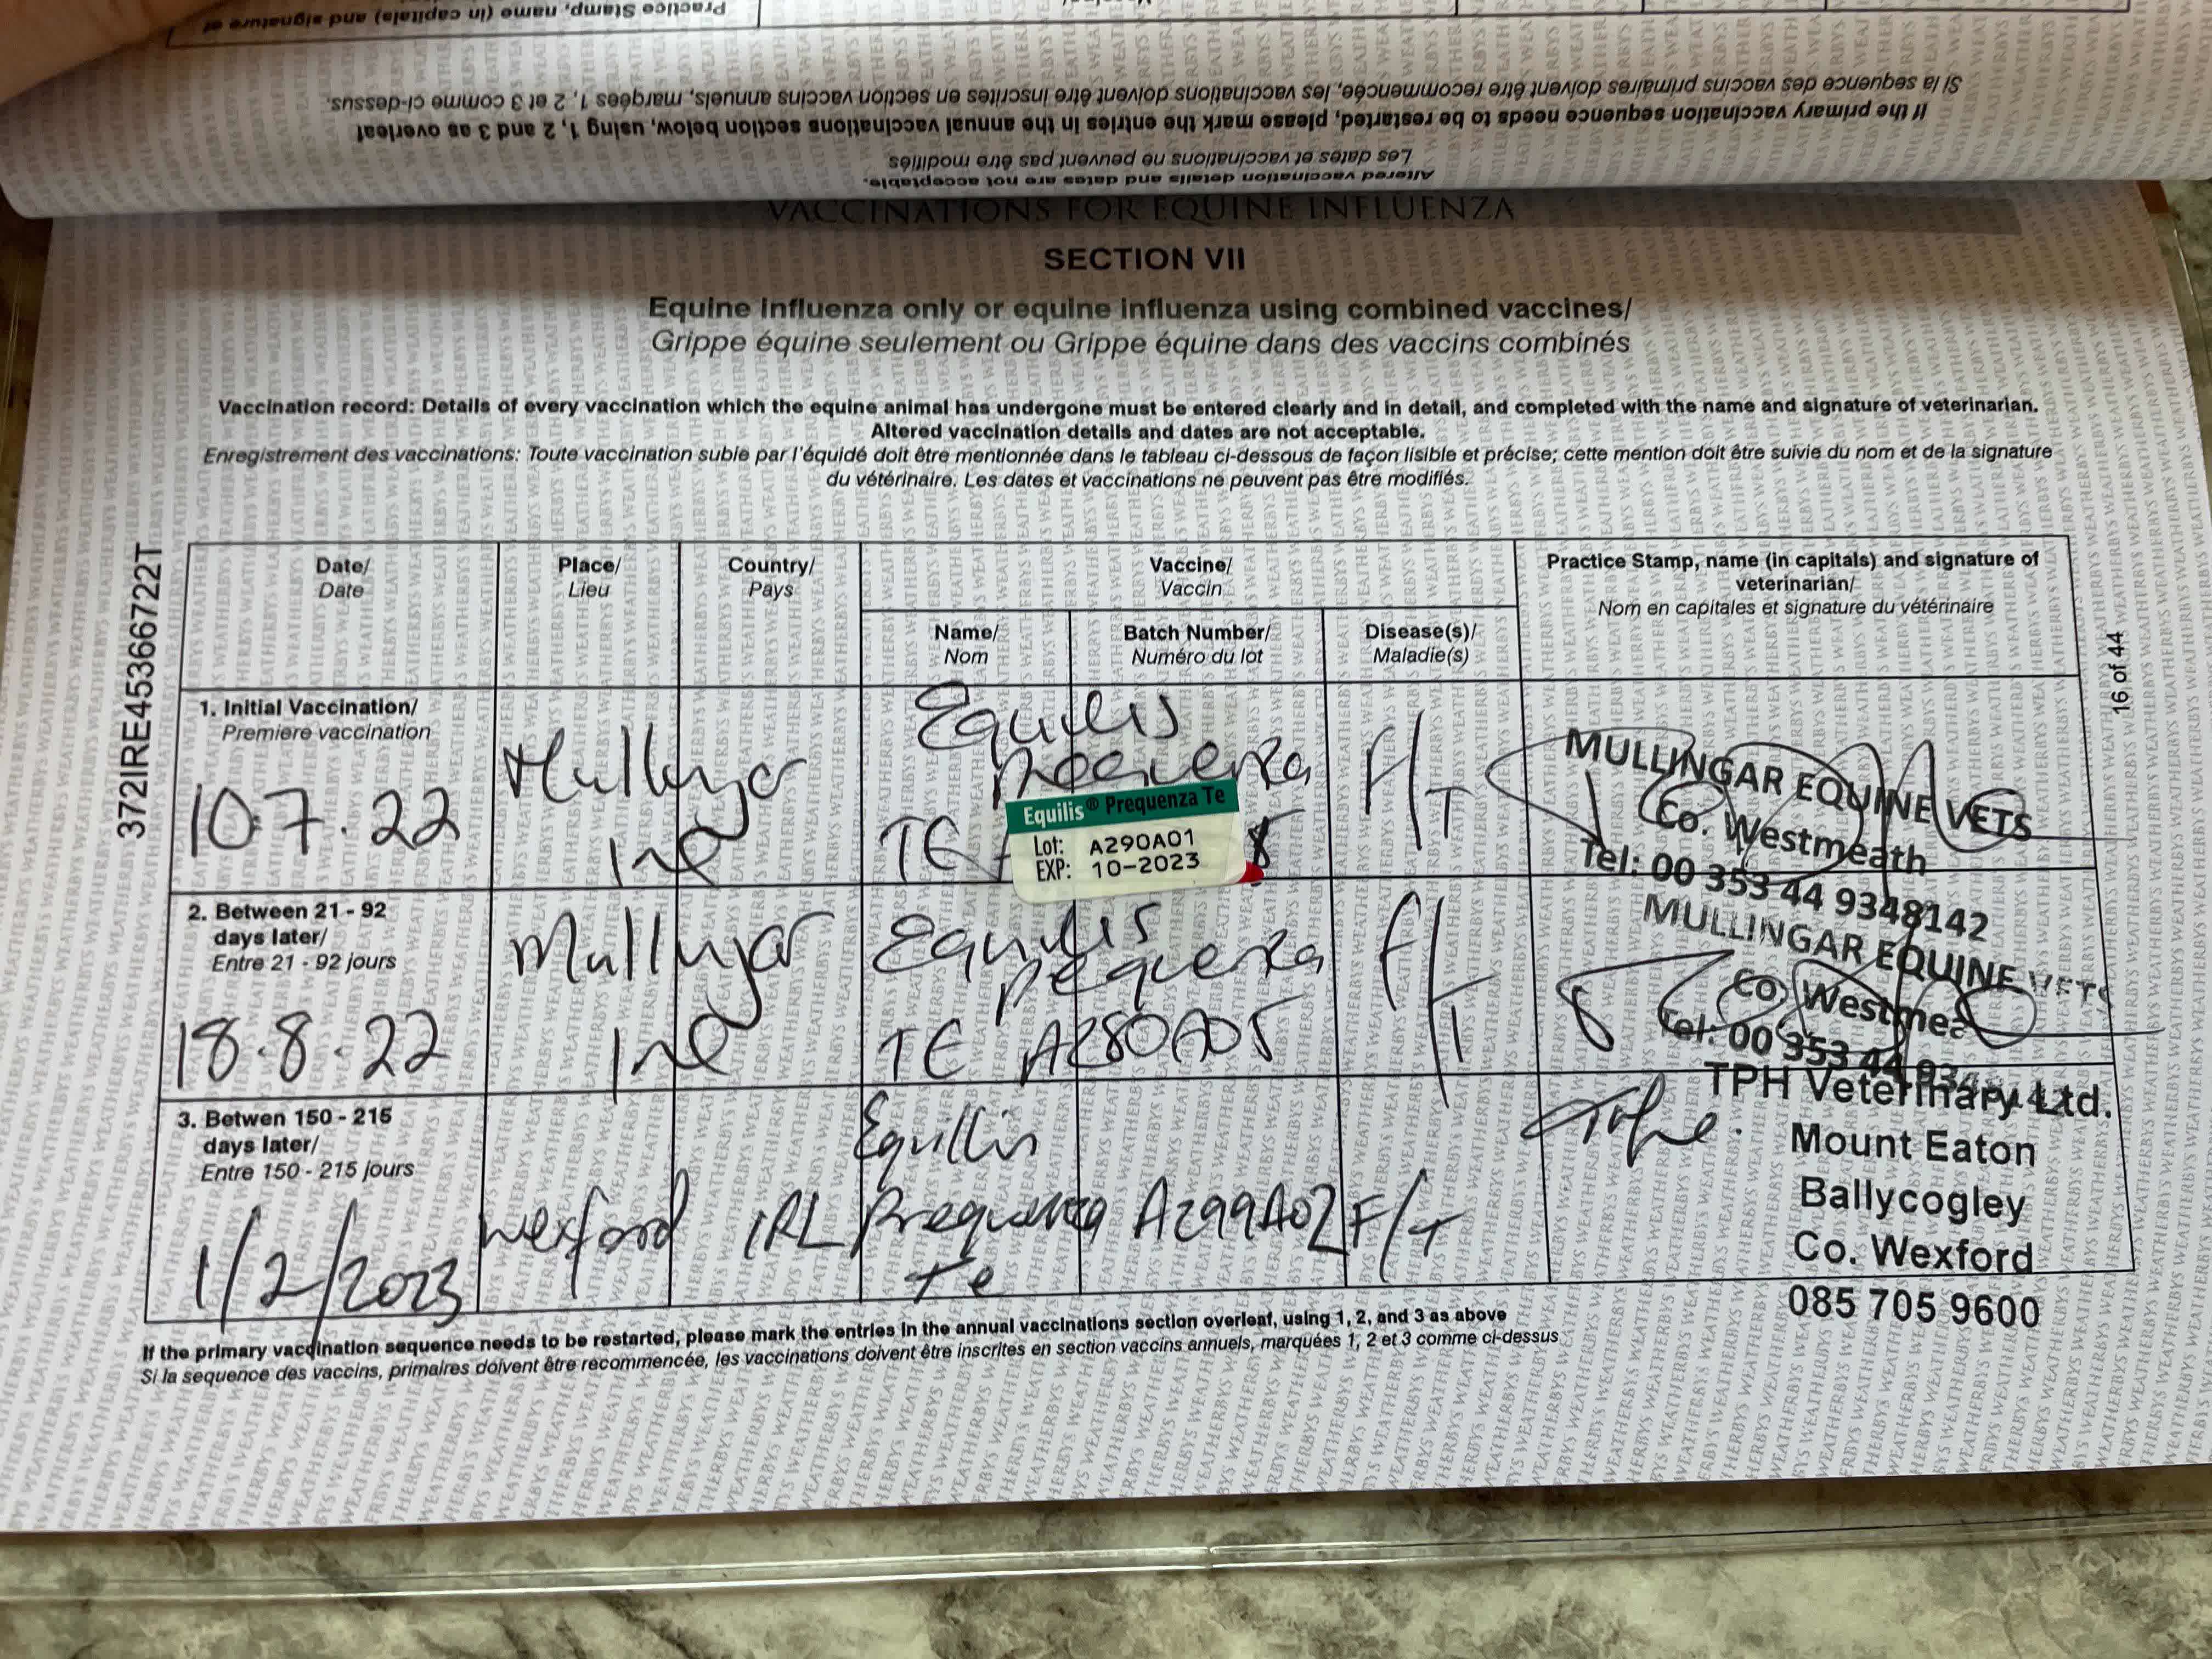 Practice Stamp, name (in capitals) and signature of
If the primary vaccination sequence needs to be restarted, please mark the entries in the annual vaccinations section below, using 1, 2 and 3 as overleaf
Si la sequence des vaccins primaires doivent être recommencée, les vaccinations doivent être inscrites en section vaccins annuels, marquées 1, 2 et 3 comme ci-dessus.
Altered vaccination details and dates are not acceptable.
Les dates et vaccinations ne peuvent pas être modifiés
VACCINATIONS FOR EQUINE INFLUENZA
SECTION VII
Equine influenza only or equine influenza using combined vaccines/
Grippe équine seulement ou Grippe équine dans des vaccins combinés
Vaccination record: Details of every vaccination which the equine animal has undergone must be entered clearly and in detail, and completed with the name and signature of veterinarian.
Altered vaccination details and dates are not acceptable.
Enregistrement des vaccinations: Toute vaccination subie par l'équidé doit être mentionnée dans le tableau ci-dessous de façon lisible et précise; cette mention doit être suivie du nom et de la signature
du vétérinaire. Les dates et vaccinations ne peuvent pas être modifiés.
372IRE45366722T
16 of 44
Date/
Date
Place/
Lieu
Country/
Pays
Vaccine/
Vaccin
Name/
Nom
Batch Number/
Numéro du lot
Disease(s)/
Maladie(s)
Practice Stamp, name (in capitals) and signature of
veterinarian/
Nom en capitales et signature du vétérinaire
1. Initial Vaccination/
Premiere vaccination
10.7.22
Mullingar
Ire
Equilis
Prequenza
TE
Equilis® Prequenza Te
Lot: A290A01
EXP: 10-2023
F/T
MULLINGAR EQUINE VETS
Co. Westmeath
Tel: 00 353 44 9348142
2. Between 21 - 92
days later/
Entre 21 - 92 jours
18.8.22
Mullingar
Ire
Equilis
Prequenza
TE A280A05
F/T
MULLINGAR EQUINE VETS
Co Westmea
Tel: 00 353 44 934
3. Betwen 150 - 215
days later/
Entre 150 - 215 jours
1/2/2023
Wexford
IRL
Equillis
Prequenza
te
A299A02
F/T
TPH Veterinary Ltd.
Mount Eaton
Ballycogley
Co. Wexford
085 705 9600
If the primary vaccination sequence needs to be restarted, please mark the entries in the annual vaccinations section overleaf, using 1, 2, and 3 as above
Si la sequence des vaccins, primaires doivent être recommencée, les vaccinations doivent être inscrites en section vaccins annuels, marquées 1, 2 et 3 comme ci-dessus